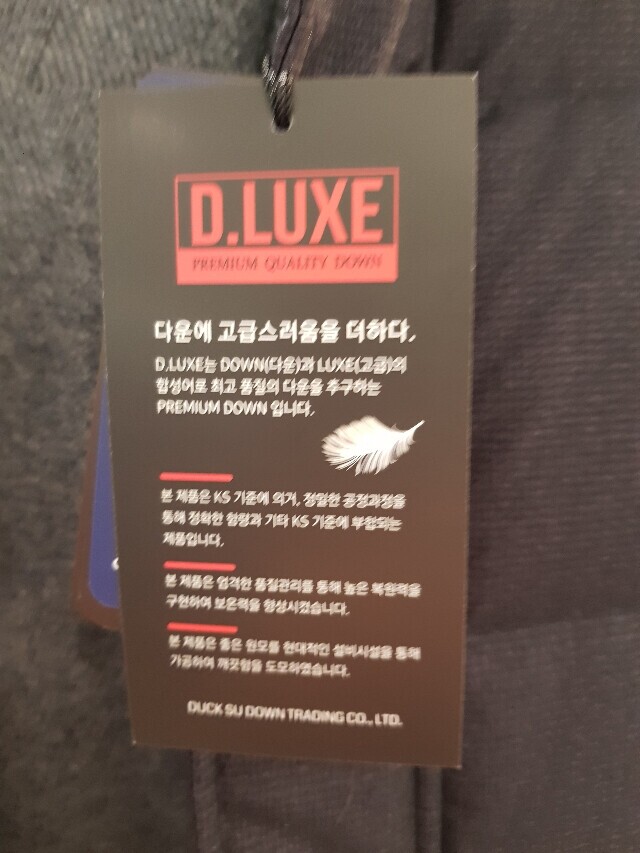 D.LUXE
PREMIUM QUALITY DOWN
다운에 고급스러움을 더하다.
D.LUXE는 DOWN(다운)과 LUXE(고급)의
합성어로 최고 품질의 다운을 추구하는
PREMIUM DOWN 입니다.
본 제품은 KS 기준에 의거, 정밀한 공정과정을
통해 정확한 함량과 기타 KS 기준에 부합되는
제품입니다.
본 제품은 엄격한 품질관리를 통해 높은 복원력을
구현하여 보온력을 향상시켰습니다.
본 제품은 좋은 원모를 현대적인 설비시설을 통해
가공하여 깨끗함을 도모하였습니다.
DUCK SU DOWN TRADING CO., LTD.